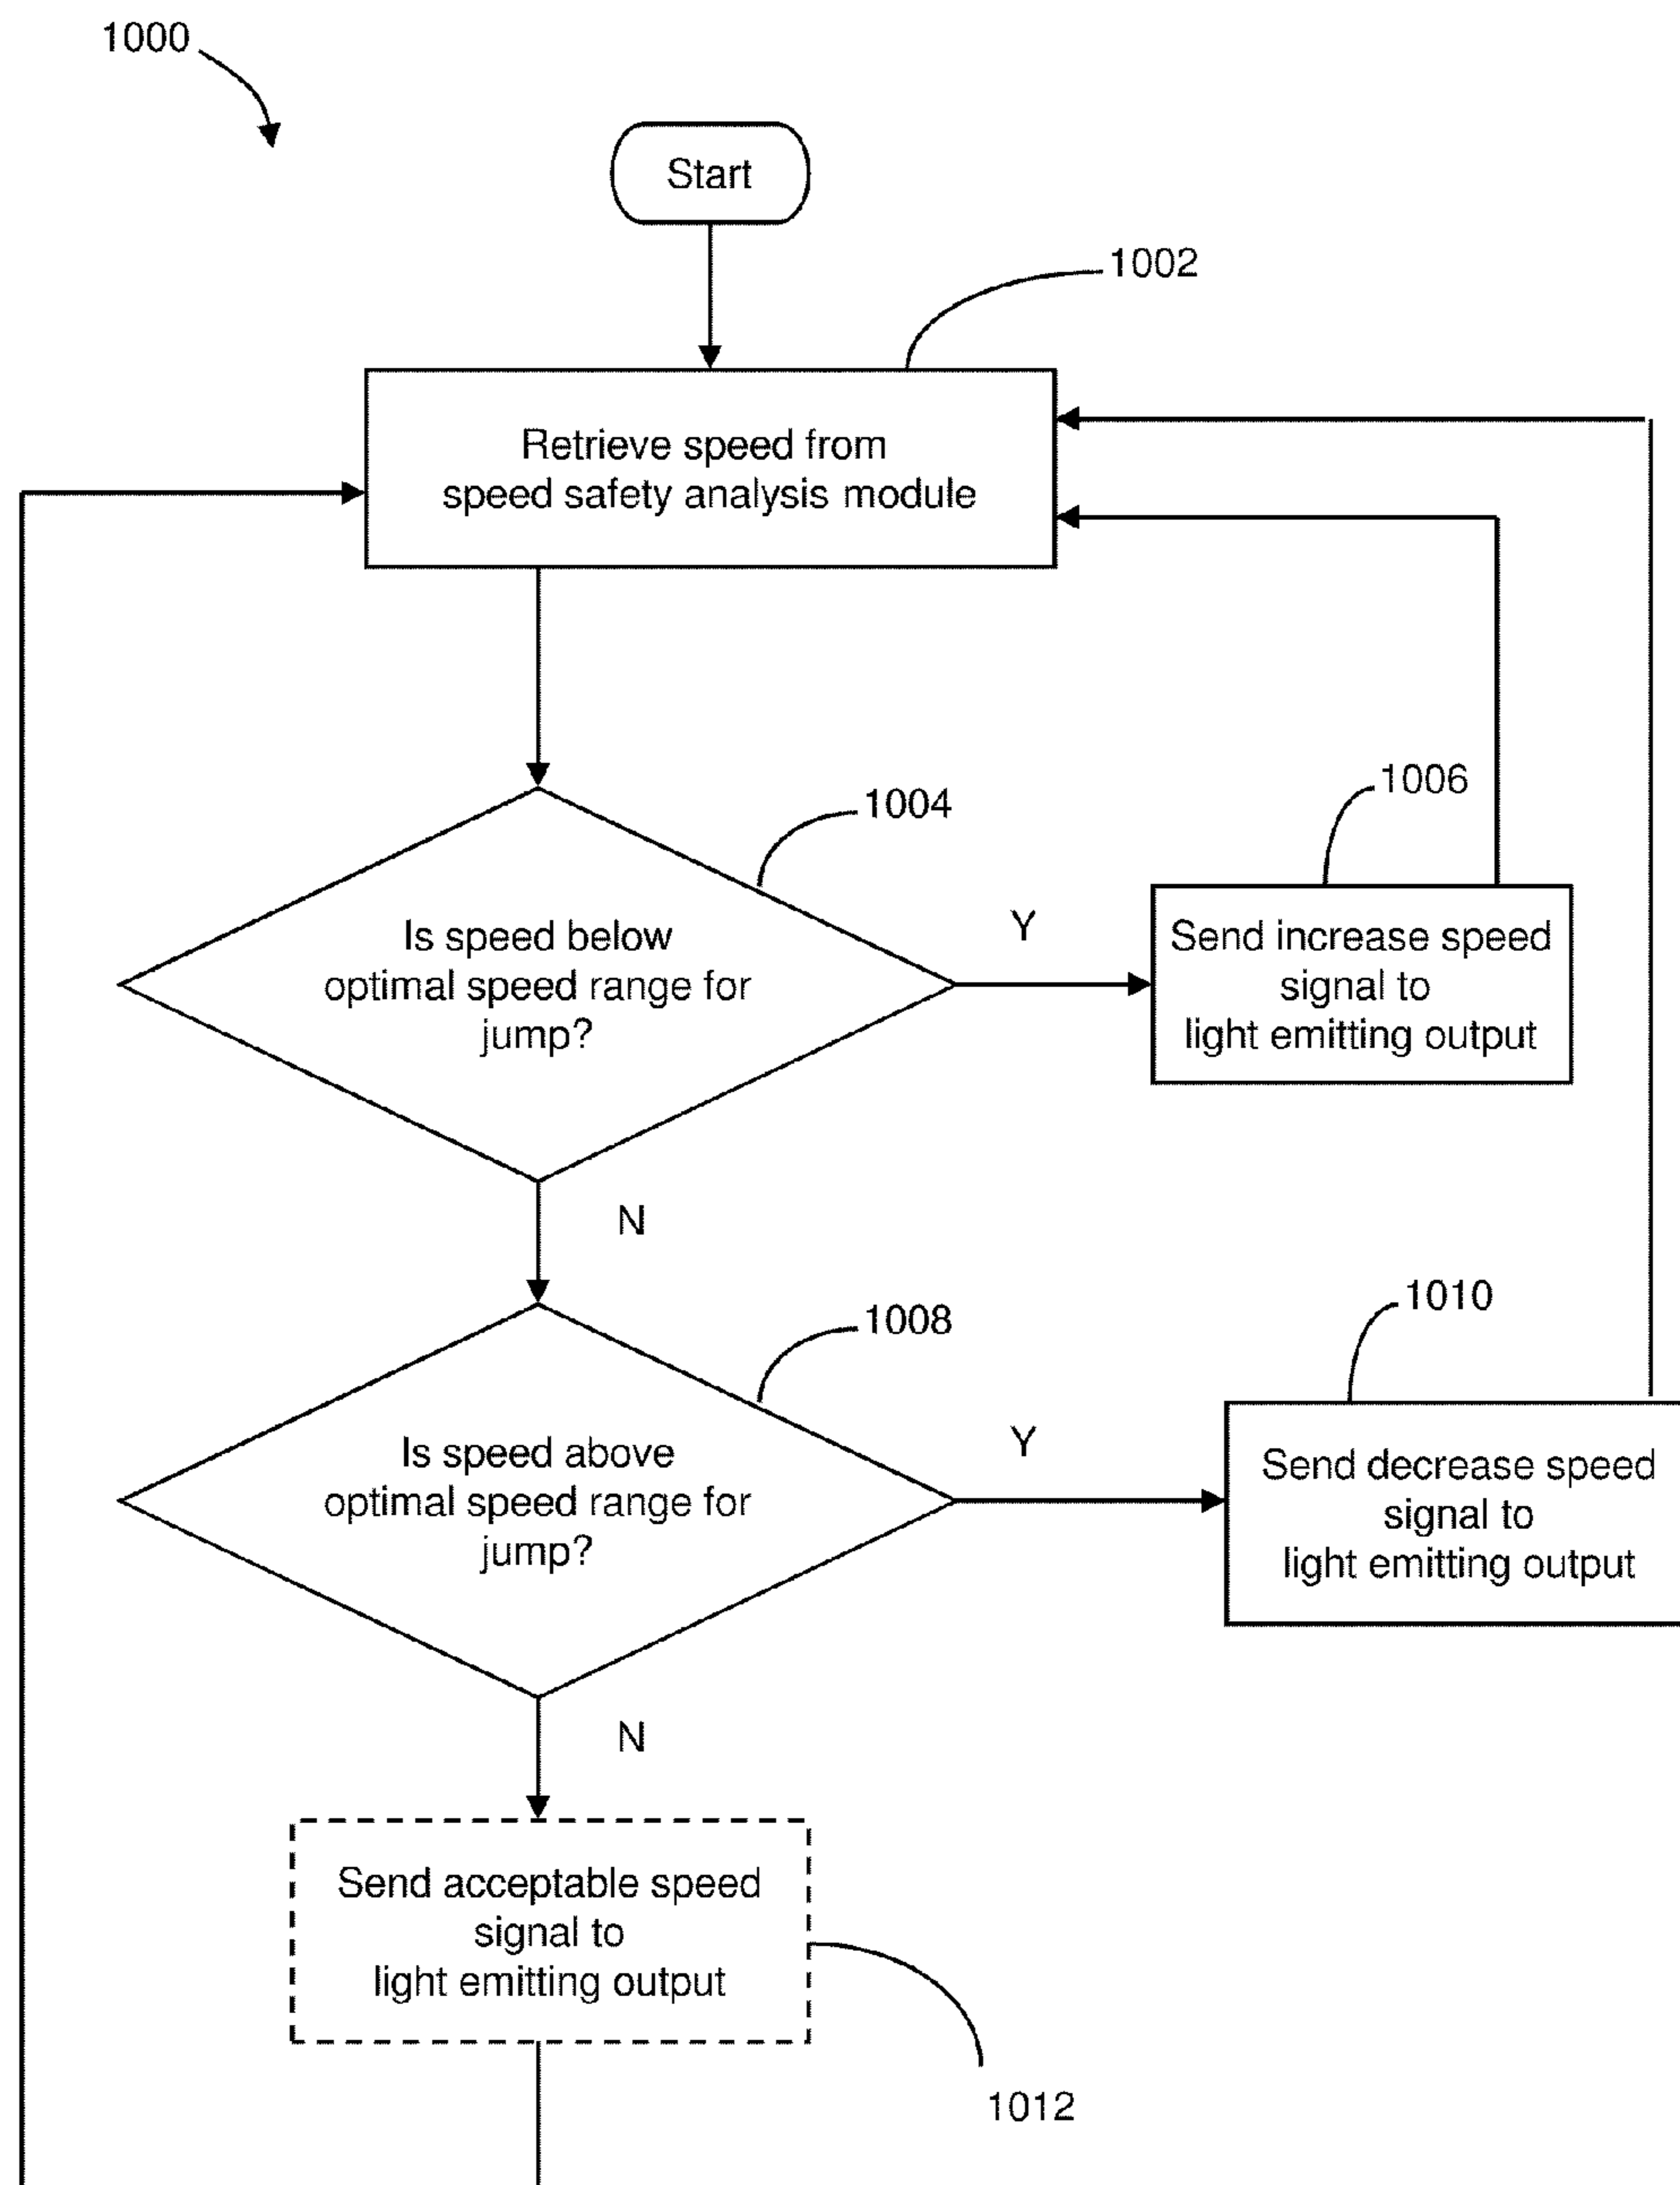 1000
Start
1002
Retrieve speed from
speed safety analysis module
1004
1006
Is speed below
optimal speed range for
jump?
Y
Send increase speed
signal to
light emitting output
N
1008
1010
Is speed above
optimal speed range for
jump?
Y
Send decrease speed
signal to
light emitting output
N
Send acceptable speed
signal to
light emitting output
1012